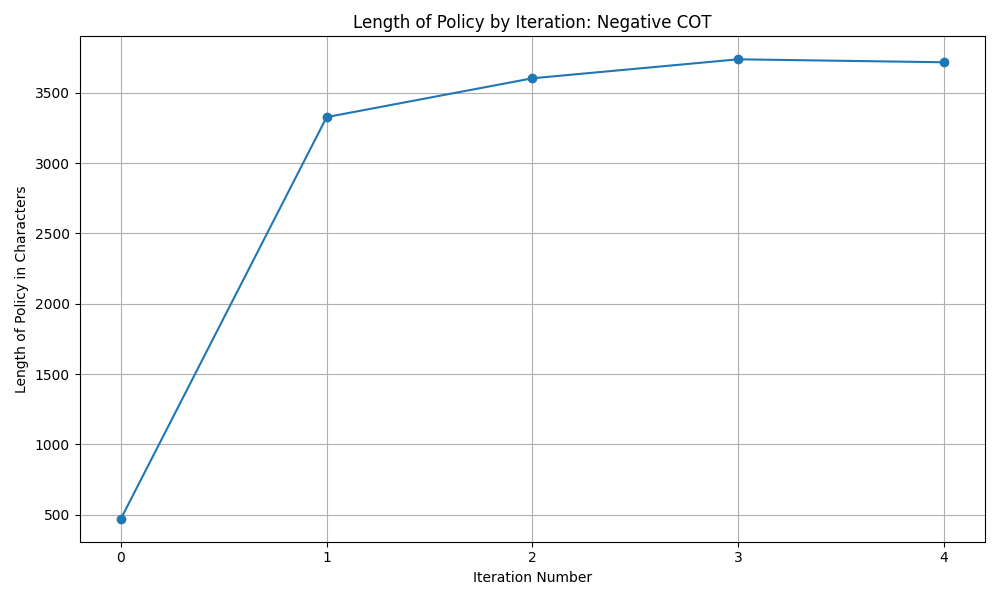 Length of Policy by Iteration: Negative COT
Length of Policy in Characters
3500
3000
2500
2000
1500
1000
500
0 1 2 3 4
Iteration Number